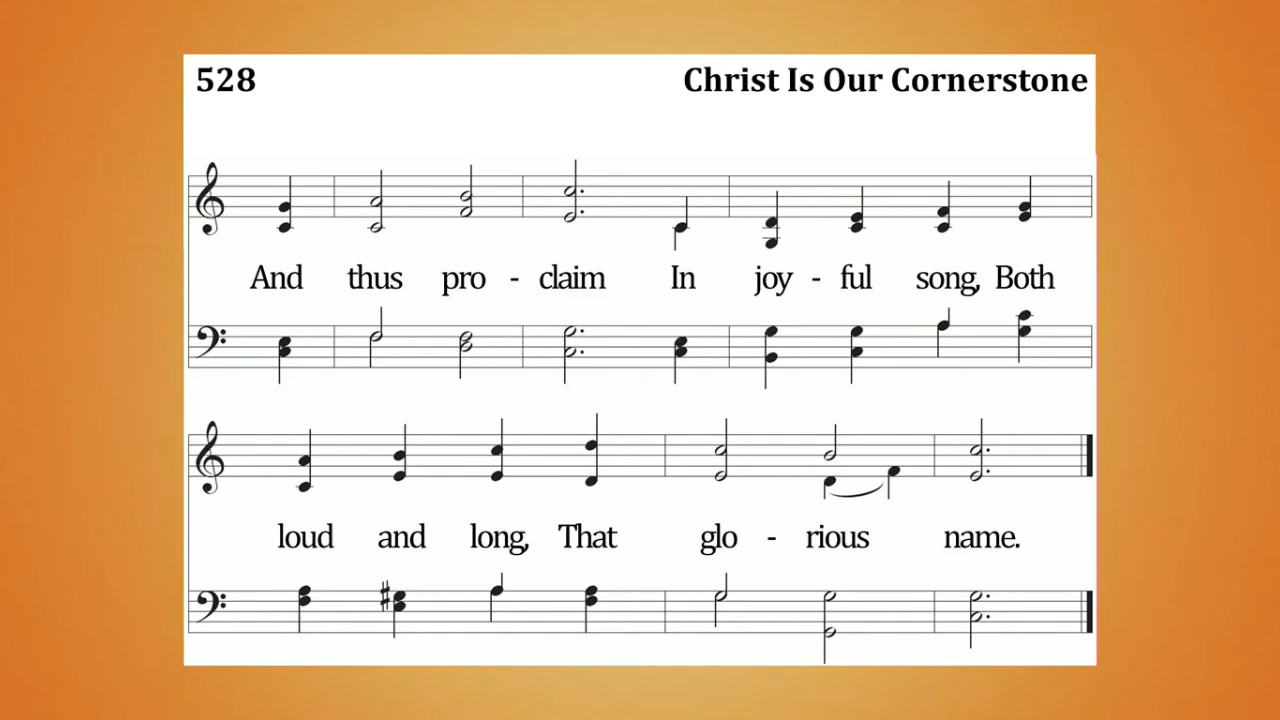 528 Christ Is Our Cornerstone
And thus pro - claim In joy - ful song, Both
loud and long, That glo - rious name.